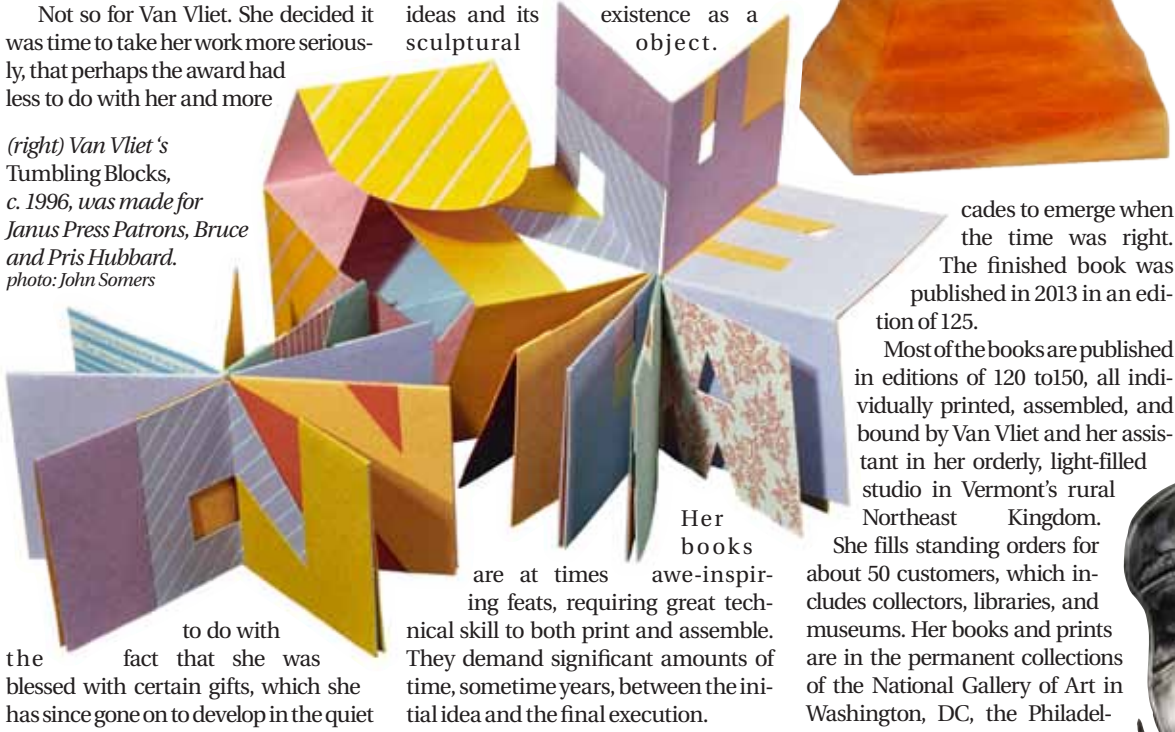 Not so for Van Vliet. She decided it
was time to take her work more serious-
ly, that perhaps the award had
less to do with her and more
(right) Van Vliet ‘s
Tumbling Blocks,
c. 1996, was made for
Janus Press Patrons, Bruce
and Pris Hubbard.
photo: John Somers
to do with
the fact that she was
blessed with certain gifts, which she
has since gone on to develop in the quiet
ideas and its existence as a
sculptural object.
Her
books
are at times awe-inspir-
ing feats, requiring great tech-
nical skill to both print and assemble.
They demand significant amounts of
time, sometime years, between the ini-
tial idea and the final execution.
cades to emerge when
the time was right.
The finished book was
published in 2013 in an edi-
tion of 125.
Most of the books are published
in editions of 120 to150, all indi-
vidually printed, assembled, and
bound by Van Vliet and her assis-
tant in her orderly, light-filled
studio in Vermont's rural
Northeast Kingdom.
She fills standing orders for
about 50 customers, which in-
cludes collectors, libraries, and
museums. Her books and prints
are in the permanent collections
of the National Gallery of Art in
Washington, DC, the Philadel-